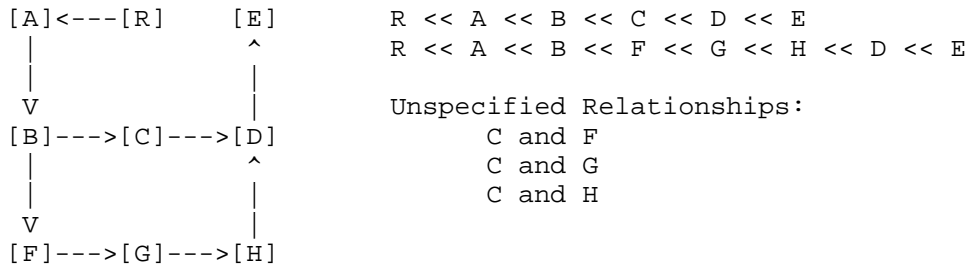 [A]<---[R]      [E]       R << A << B << C << D << E
 |               ^        R << A << B << F << G << H << D << E
 |               |
 V               |        Unspecified Relationships:
[B]--->[C]--->[D]               C and F
 |               ^              C and G
 |               |              C and H
 V               |
[F]--->[G]--->[H]